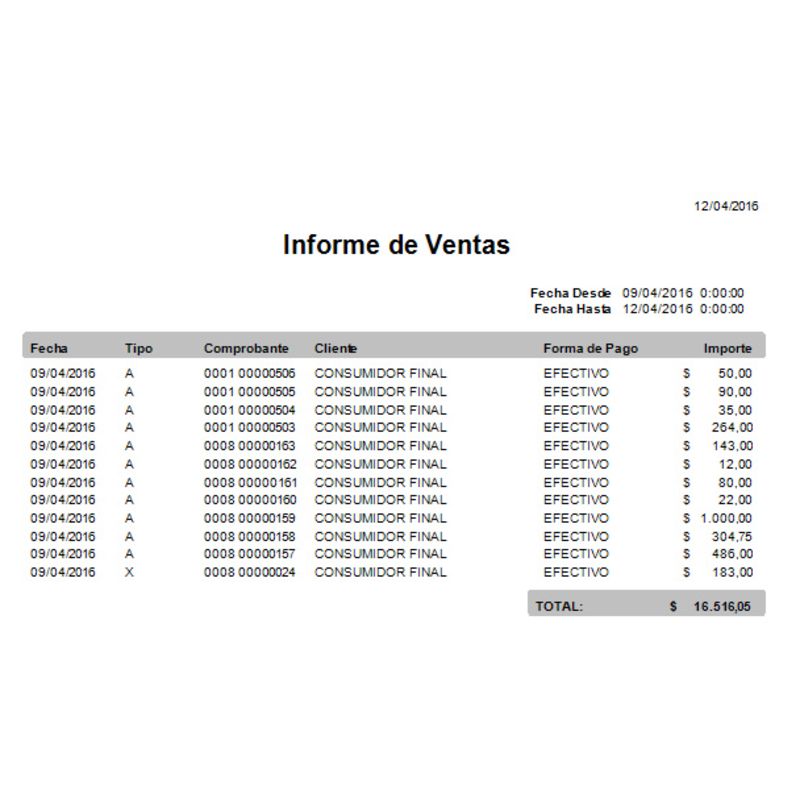 12/04/2016
Informe de Ventas
Fecha Desde 09/04/2016 0:00:00
Fecha Hasta 12/04/2016 0:00:00
Fecha Tipo Comprobante Cliente Forma de Pago Importe
09/04/2016 A 0001 00000506 CONSUMIDOR FINAL EFECTIVO $ 50,00
09/04/2016 A 0001 00000505 CONSUMIDOR FINAL EFECTIVO $ 90,00
09/04/2016 A 0001 00000504 CONSUMIDOR FINAL EFECTIVO $ 35,00
09/04/2016 A 0001 00000503 CONSUMIDOR FINAL EFECTIVO $ 264,00
09/04/2016 A 0008 00000163 CONSUMIDOR FINAL EFECTIVO $ 143,00
09/04/2016 A 0008 00000162 CONSUMIDOR FINAL EFECTIVO $ 12,00
09/04/2016 A 0008 00000161 CONSUMIDOR FINAL EFECTIVO $ 80,00
09/04/2016 A 0008 00000160 CONSUMIDOR FINAL EFECTIVO $ 22,00
09/04/2016 A 0008 00000159 CONSUMIDOR FINAL EFECTIVO $ 1.000,00
09/04/2016 A 0008 00000158 CONSUMIDOR FINAL EFECTIVO $ 304,75
09/04/2016 A 0008 00000157 CONSUMIDOR FINAL EFECTIVO $ 486,00
09/04/2016 X 0008 00000024 CONSUMIDOR FINAL EFECTIVO $ 183,00
TOTAL: $ 16.516,05